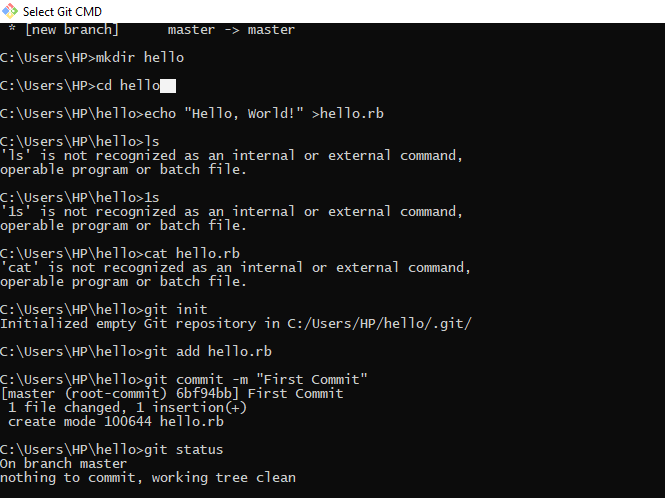 Select Git CMD
* [new branch]      master -> master
C:\Users\HP>mkdir hello
C:\Users\HP>cd hello
C:\Users\HP\hello>echo "Hello, World!" >hello.rb
C:\Users\HP\hello>ls
'ls' is not recognized as an internal or external command,
operable program or batch file.
C:\Users\HP\hello>1s
'1s' is not recognized as an internal or external command,
operable program or batch file.
C:\Users\HP\hello>cat hello.rb
'cat' is not recognized as an internal or external command,
operable program or batch file.
C:\Users\HP\hello>git init
Initialized empty Git repository in C:/Users/HP/hello/.git/
C:\Users\HP\hello>git add hello.rb
C:\Users\HP\hello>git commit -m "First Commit"
[master (root-commit) 6bf94bb] First Commit
1 file changed, 1 insertion(+)
create mode 100644 hello.rb
C:\Users\HP\hello>git status
On branch master
nothing to commit, working tree clean